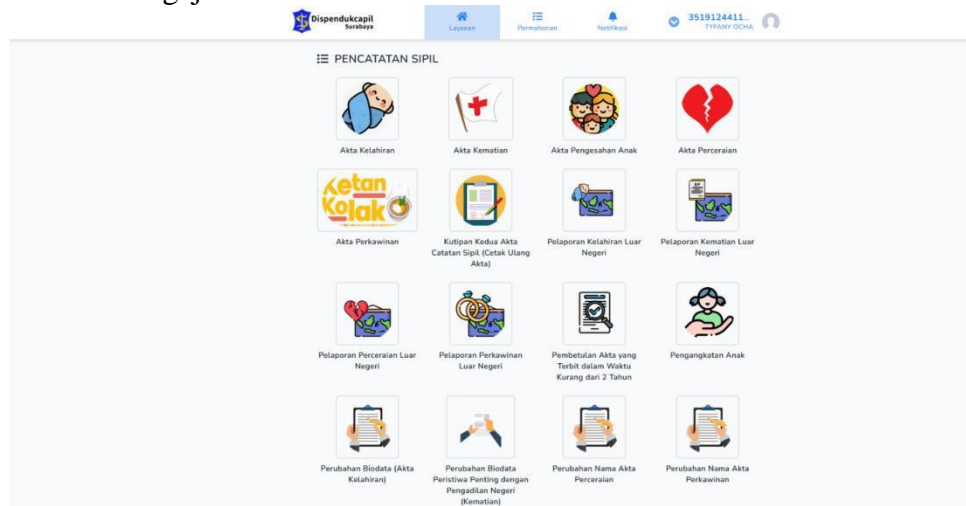 Dispendukcapil
Surabaya
Layanan
Permohonan
Notifikasi
3519124411...
TYFANY OCHA
PENCATATAN SIPIL
Akta Kelahiran
Akta Kematian
Akta Pengesahan Anak
Akta Perceraian
Ketan
Kolak
Akta Perkawinan
Kutipan Kedua Akta
Catatan Sipil (Cetak Ulang
Akta)
Pelaporan Kelahiran Luar
Negeri
Pelaporan Kematian Luar
Negeri
Pelaporan Perceraian Luar
Negeri
Pelaporan Perkawinan
Luar Negeri
Pembetulan Akta yang
Terbit dalam Waktu
Kurang dari 2 Tahun
Pengangkatan Anak
Perubahan Biodata (Akta
Kelahiran)
Perubahan Biodata
Peristiwa Penting dengan
Pengadilan Negeri
(Kematian)
Perubahan Nama Akta
Perceraian
Perubahan Nama Akta
Perkawinan